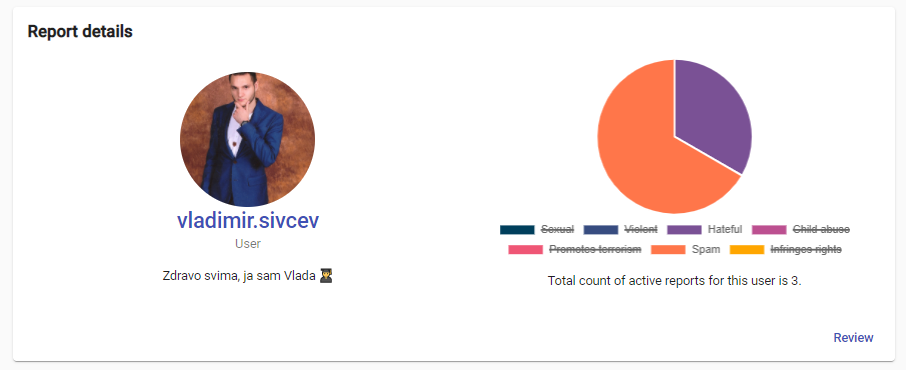 Report details
vladimir.sivcev
User
Zdravo svima, ja sam Vlada 👨‍🎓
Sexual Violent Hateful Child abuse
Promotes terrorism Spam Infringes rights
Total count of active reports for this user is 3.
Review